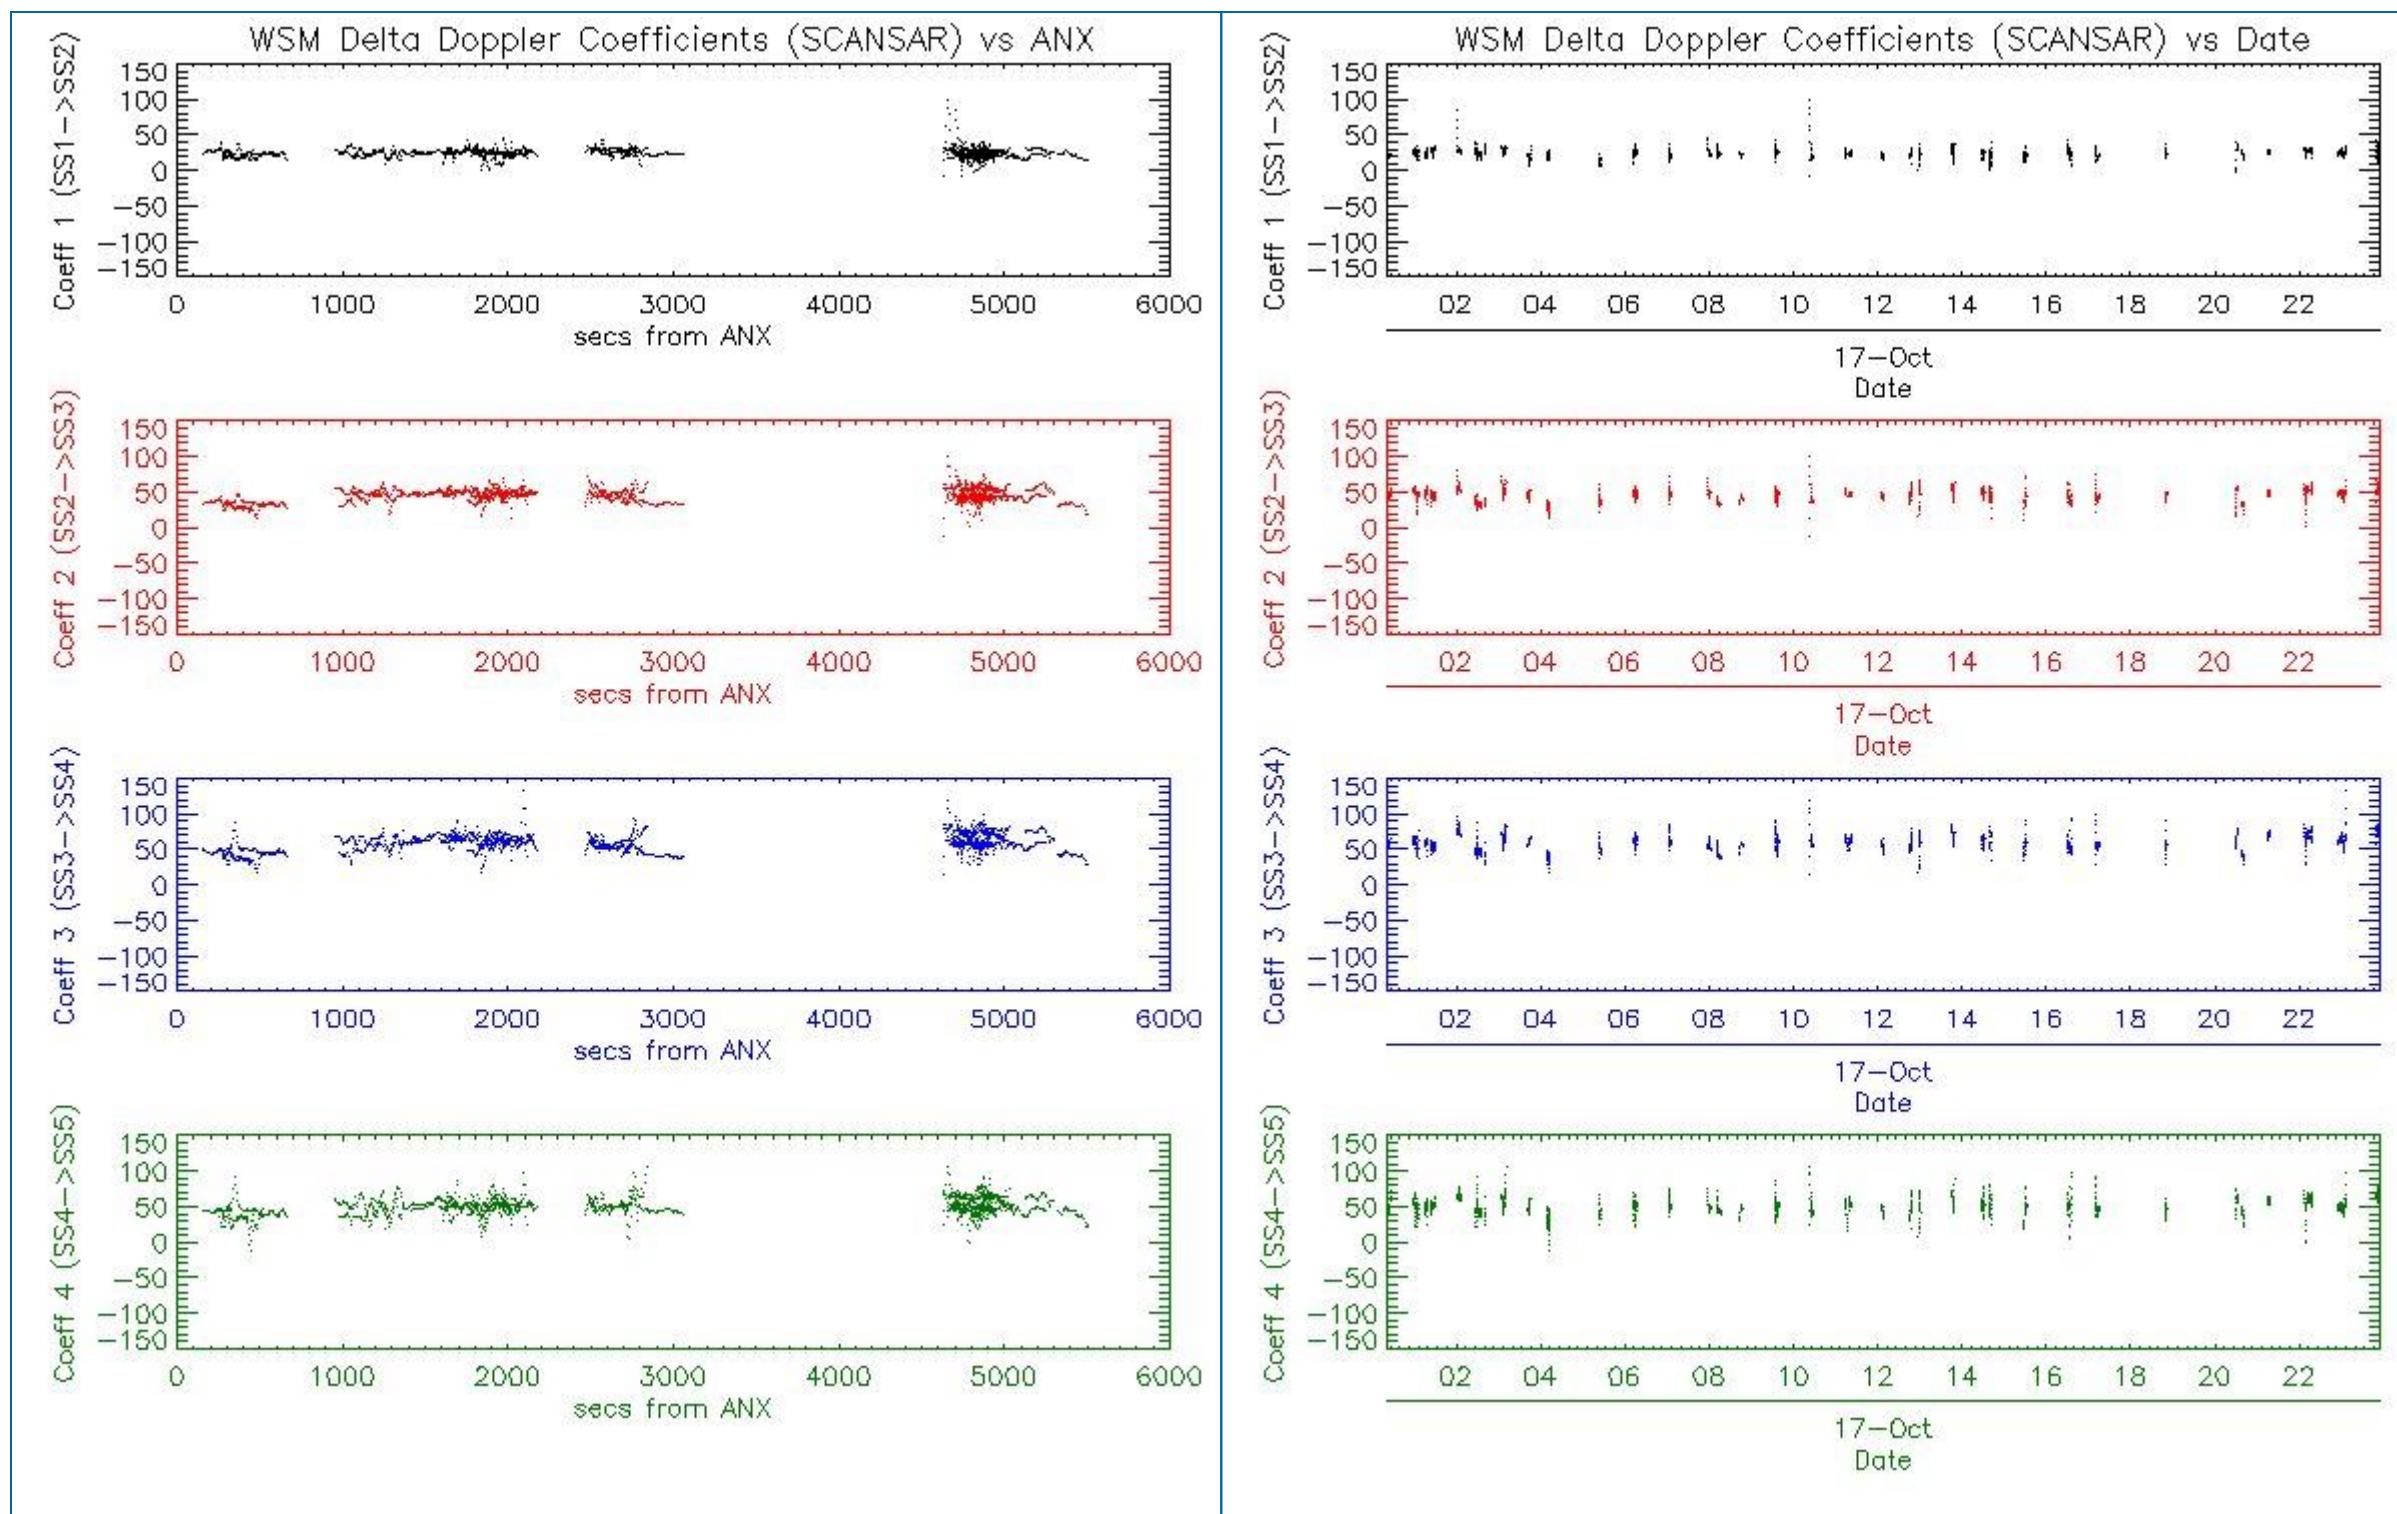 WSM Delta Doppler Coefficients (SCANSAR) vs ANX
Coeff 1 (SS1->SS2)
150
100
50
0
-50
-100
-150
0 1000 2000 3000 4000 5000 6000
secs from ANX
Coeff 2 (SS2->SS3)
150
100
50
0
-50
-100
-150
0 1000 2000 3000 4000 5000 6000
secs from ANX
Coeff 3 (SS3->SS4)
150
100
50
0
-50
-100
-150
0 1000 2000 3000 4000 5000 6000
secs from ANX
Coeff 4 (SS4->SS5)
150
100
50
0
-50
-100
-150
0 1000 2000 3000 4000 5000 6000
secs from ANX
WSM Delta Doppler Coefficients (SCANSAR) vs Date
Coeff 1 (SS1->SS2)
150
100
50
0
-50
-100
-150
02 04 06 08 10 12 14 16 18 20 22
17-Oct
Date
Coeff 2 (SS2->SS3)
150
100
50
0
-50
-100
-150
02 04 06 08 10 12 14 16 18 20 22
17-Oct
Date
Coeff 3 (SS3->SS4)
150
100
50
0
-50
-100
-150
02 04 06 08 10 12 14 16 18 20 22
17-Oct
Date
Coeff 4 (SS4->SS5)
150
100
50
0
-50
-100
-150
02 04 06 08 10 12 14 16 18 20 22
17-Oct
Date